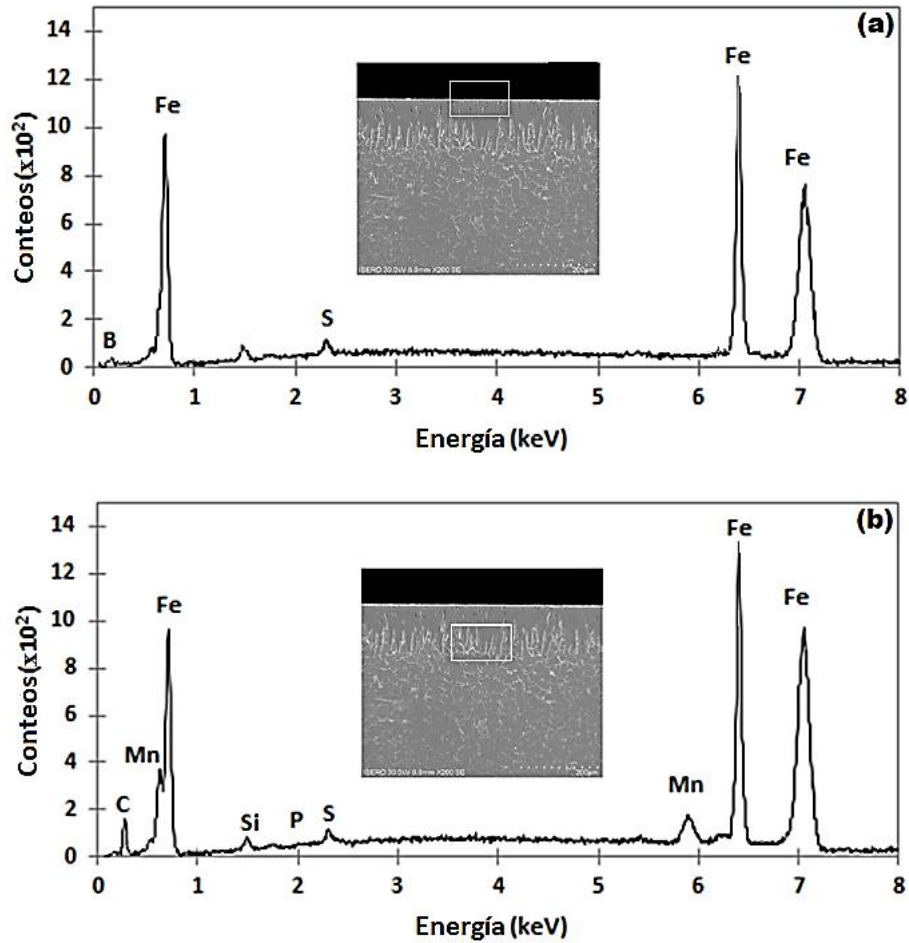 (a)
14
12
10
8
6
4
2
0
Conteos(x10²)
B
Fe
S
Fe
Fe
200µm
0 1 2 3 4 5 6 7 8
Energía (keV)
(b)
14
12
10
8
6
4
2
0
Conteos(x10²)
C
Mn
Fe
Si
P
S
Mn
Fe
Fe
0 1 2 3 4 5 6 7 8
Energía (keV)